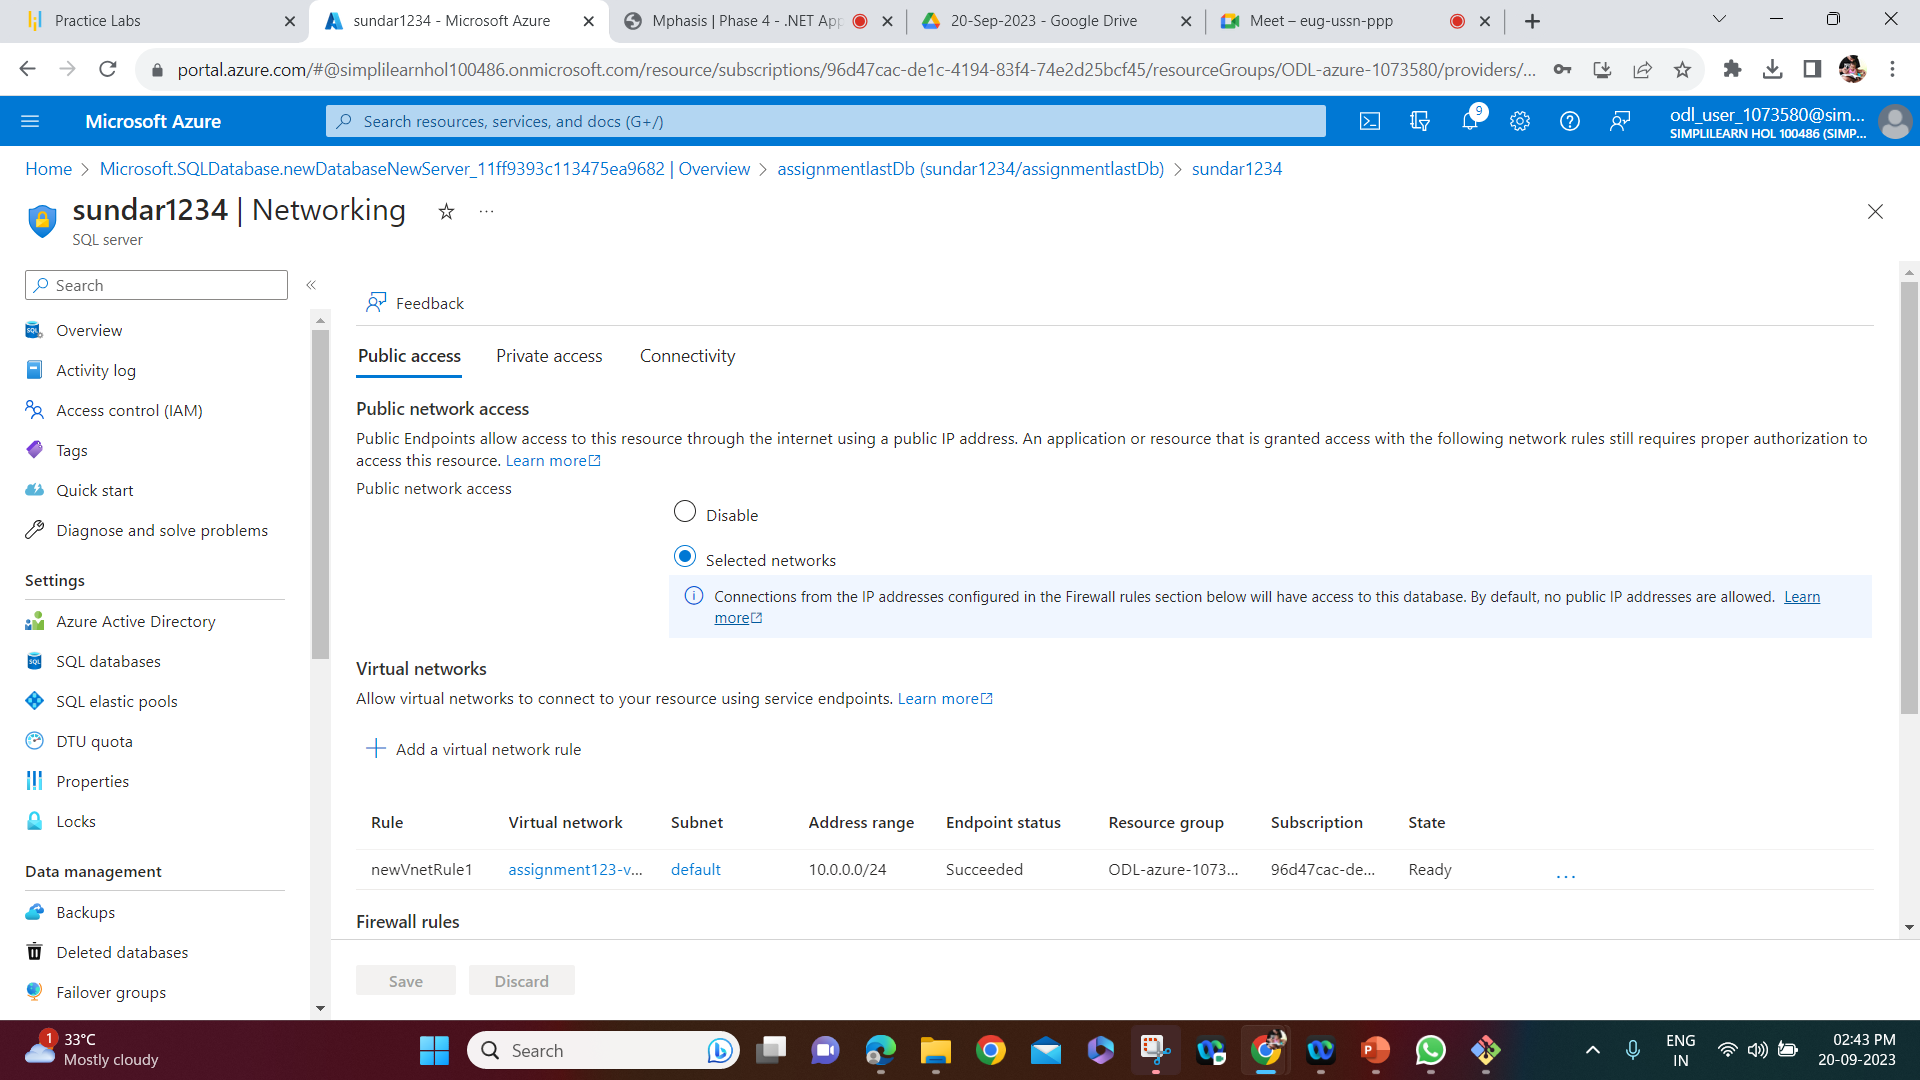 Practice Labs
sundar1234 - Microsoft Azure
Mphasis | Phase 4 - .NET App
20-Sep-2023 - Google Drive
Meet – eug-ussn-ppp
portal.azure.com/#@simplilearnhol100486.onmicrosoft.com/resource/subscriptions/96d47cac-de1c-4194-83f4-74e2d25bcf45/resourceGroups/ODL-azure-1073580/providers/...
Microsoft Azure
Search resources, services, and docs (G+/)
9
odl_user_1073580@sim...
SIMPLILEARN HOL 100486 (SIMP...
Home > Microsoft.SQLDatabase.newDatabaseNewServer_11ff9393c113475ea9682 | Overview > assignmentlastDb (sundar1234/assignmentlastDb) > sundar1234
sundar1234 | Networking
SQL server
Search
Overview
Activity log
Access control (IAM)
Tags
Quick start
Diagnose and solve problems
Settings
Azure Active Directory
SQL databases
SQL elastic pools
DTU quota
Properties
Locks
Data management
Backups
Deleted databases
Failover groups
Feedback
Public access
Private access
Connectivity
Public network access
Public Endpoints allow access to this resource through the internet using a public IP address. An application or resource that is granted access with the following network rules still requires proper authorization to
access this resource. Learn more
Public network access
Disable
Selected networks
Connections from the IP addresses configured in the Firewall rules section below will have access to this database. By default, no public IP addresses are allowed. Learn
more
Virtual networks
Allow virtual networks to connect to your resource using service endpoints. Learn more
Add a virtual network rule
Rule Virtual network Subnet Address range Endpoint status Resource group Subscription State
newVnetRule1 assignment123-v... default 10.0.0.0/24 Succeeded ODL-azure-1073... 96d47cac-de... Ready ...
Firewall rules
Save
Discard
1
33°C
Mostly cloudy
Search
ENG
IN
02:43 PM
20-09-2023